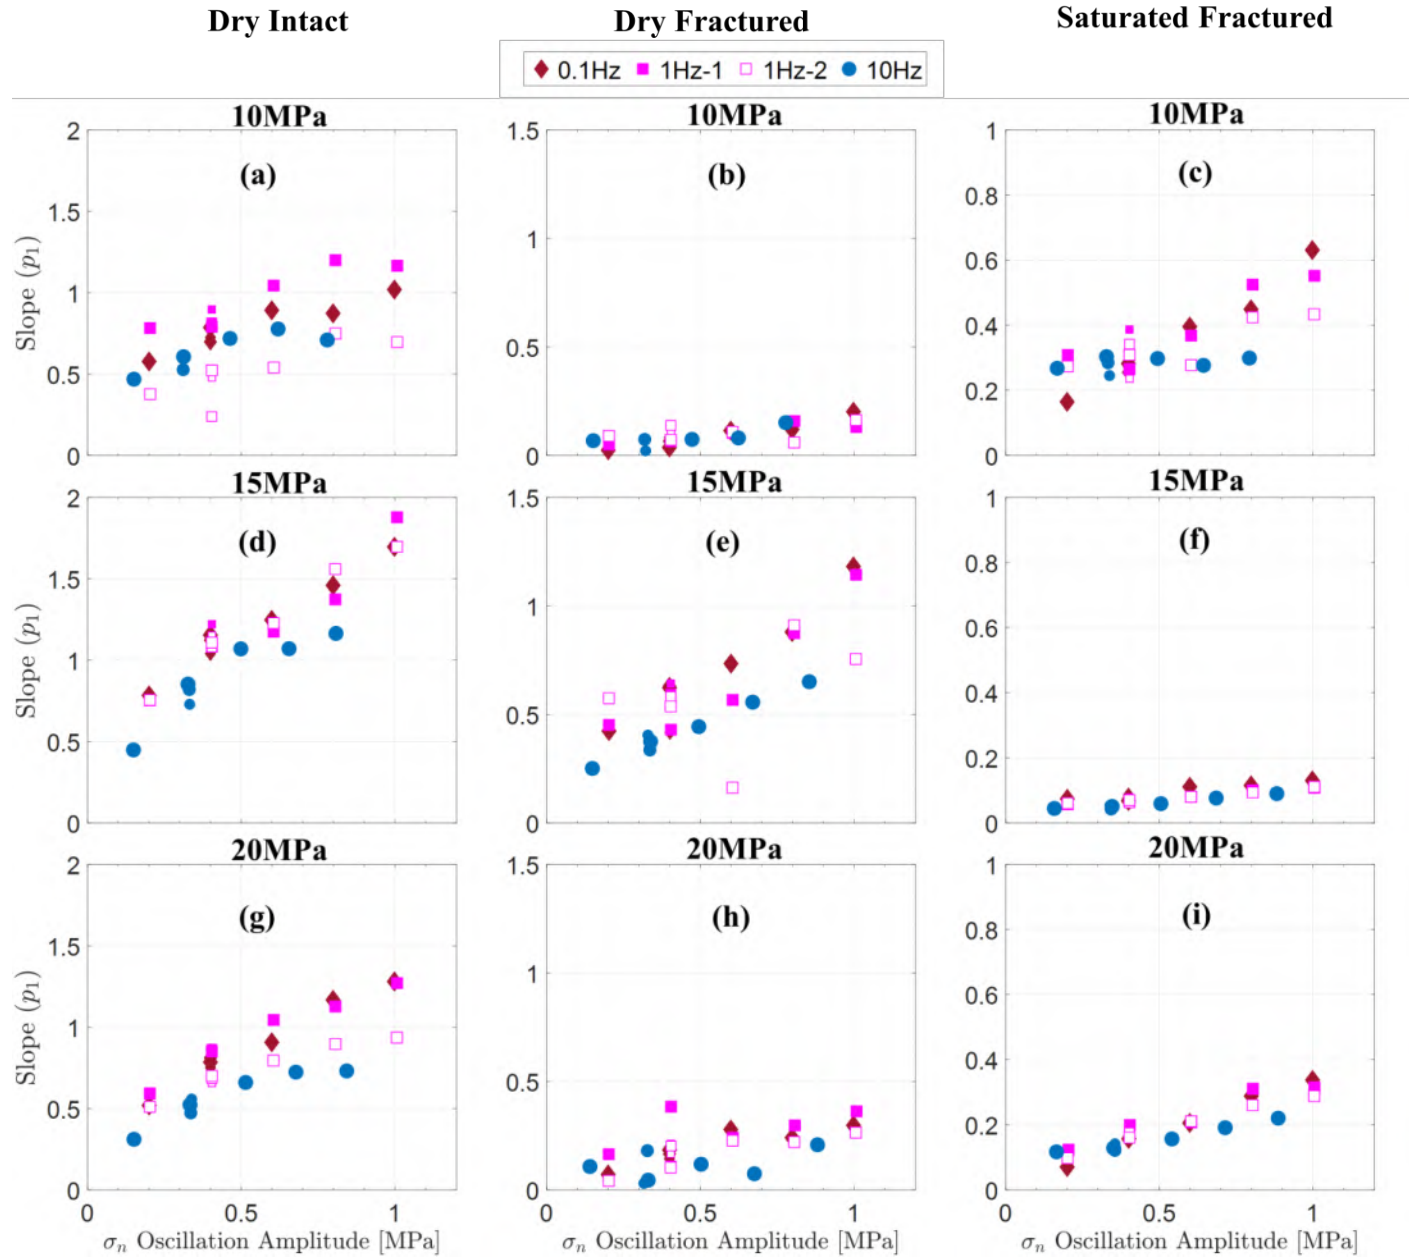 Dry Intact
Dry Fractured
Saturated Fractured
0.1Hz 1Hz-1 1Hz-2 10Hz
10MPa
10MPa
10MPa
2
1.5
1
0.5
0
Slope (p₁)
(a)
1.5
1
0.5
0
(b)
1
0.8
0.6
0.4
0.2
0
(c)
15MPa
15MPa
15MPa
2
1.5
1
0.5
0
Slope (p₁)
(d)
1.5
1
0.5
0
(e)
1
0.8
0.6
0.4
0.2
0
(f)
20MPa
20MPa
20MPa
2
1.5
1
0.5
0
Slope (p₁)
(g)
1.5
1
0.5
0
(h)
1
0.8
0.6
0.4
0.2
0
(i)
0 0.5 1
0 0.5 1
0 0.5 1
σₙ Oscillation Amplitude [MPa]
σₙ Oscillation Amplitude [MPa]
σₙ Oscillation Amplitude [MPa]